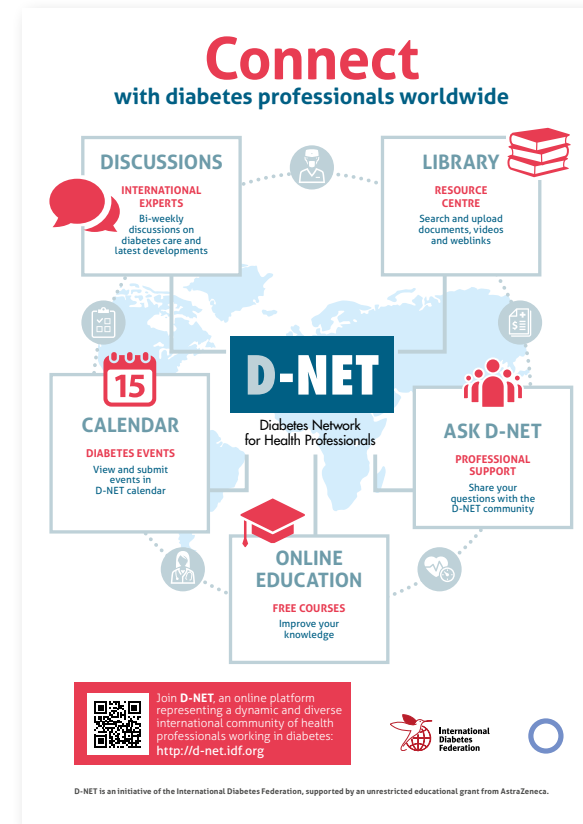 Connect
with diabetes professionals worldwide
DISCUSSIONS
INTERNATIONAL
EXPERTS
Bi-weekly
discussions on
diabetes care and
latest developments
LIBRARY
RESOURCE
CENTRE
Search and upload
documents, videos
and weblinks
D-NET
Diabetes Network
for Health Professionals
15
CALENDAR
DIABETES EVENTS
View and submit
events in
D-NET calendar
ASK D-NET
PROFESSIONAL
SUPPORT
Share your
questions with the
D-NET community
ONLINE
EDUCATION
FREE COURSES
Improve your
knowledge
Join D-NET, an online platform
representing a dynamic and diverse
international community of health
professionals working in diabetes:
http://d-net.idf.org
International
Diabetes
Federation
D-NET is an initiative of the International Diabetes Federation, supported by an unrestricted educational grant from AstraZeneca.